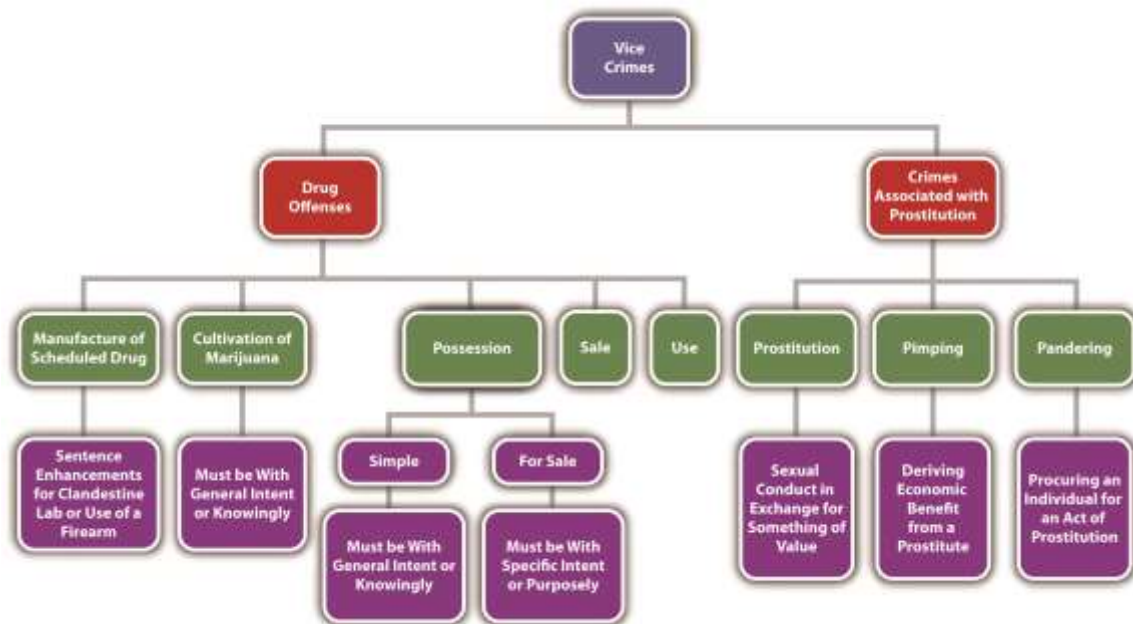 Vice
Crimes
Drug
Offenses
Crimes
Associated with
Prostitution
Manufacture of
Scheduled Drug
Cultivation of
Marijuana
Possession
Sale
Use
Prostitution
Pimping
Pandering
Sentence
Enhancements
for Clandestine
Lab or Use of a
Firearm
Must be With
General Intent
or Knowingly
Simple
For Sale
Must be With
General Intent or
Knowingly
Must be With
Specific Intent
or Purposely
Sexual
Conduct in
Exchange for
Something of
Value
Deriving
Economic
Benefit
from a
Prostitute
Procuring an
Individual for
an Act of
Prostitution